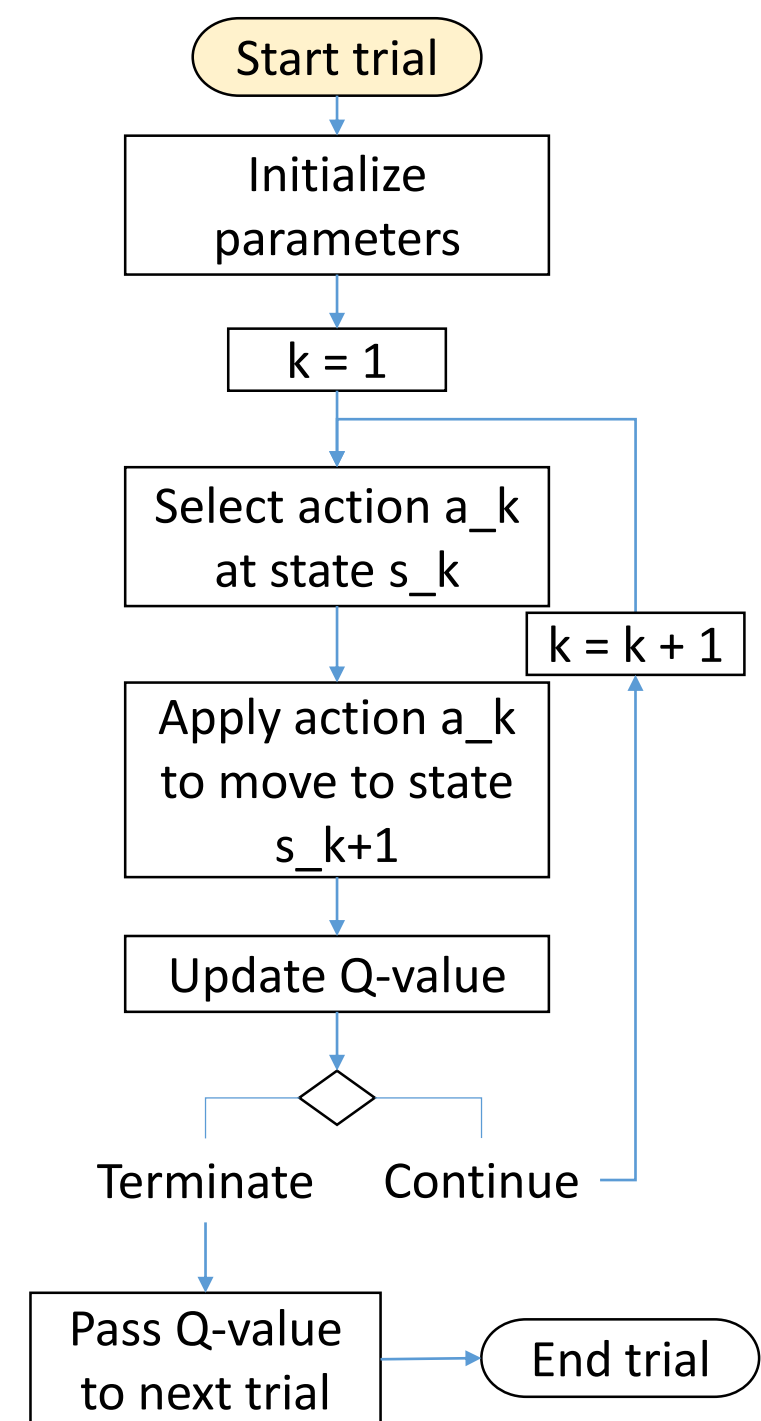 Start trial
Initialize
parameters
k = 1
Select action a_k
at state s_k
k = k + 1
Apply action a_k
to move to state
s_k+1
Update Q-value
Terminate
Continue
Pass Q-value
to next trial
End trial